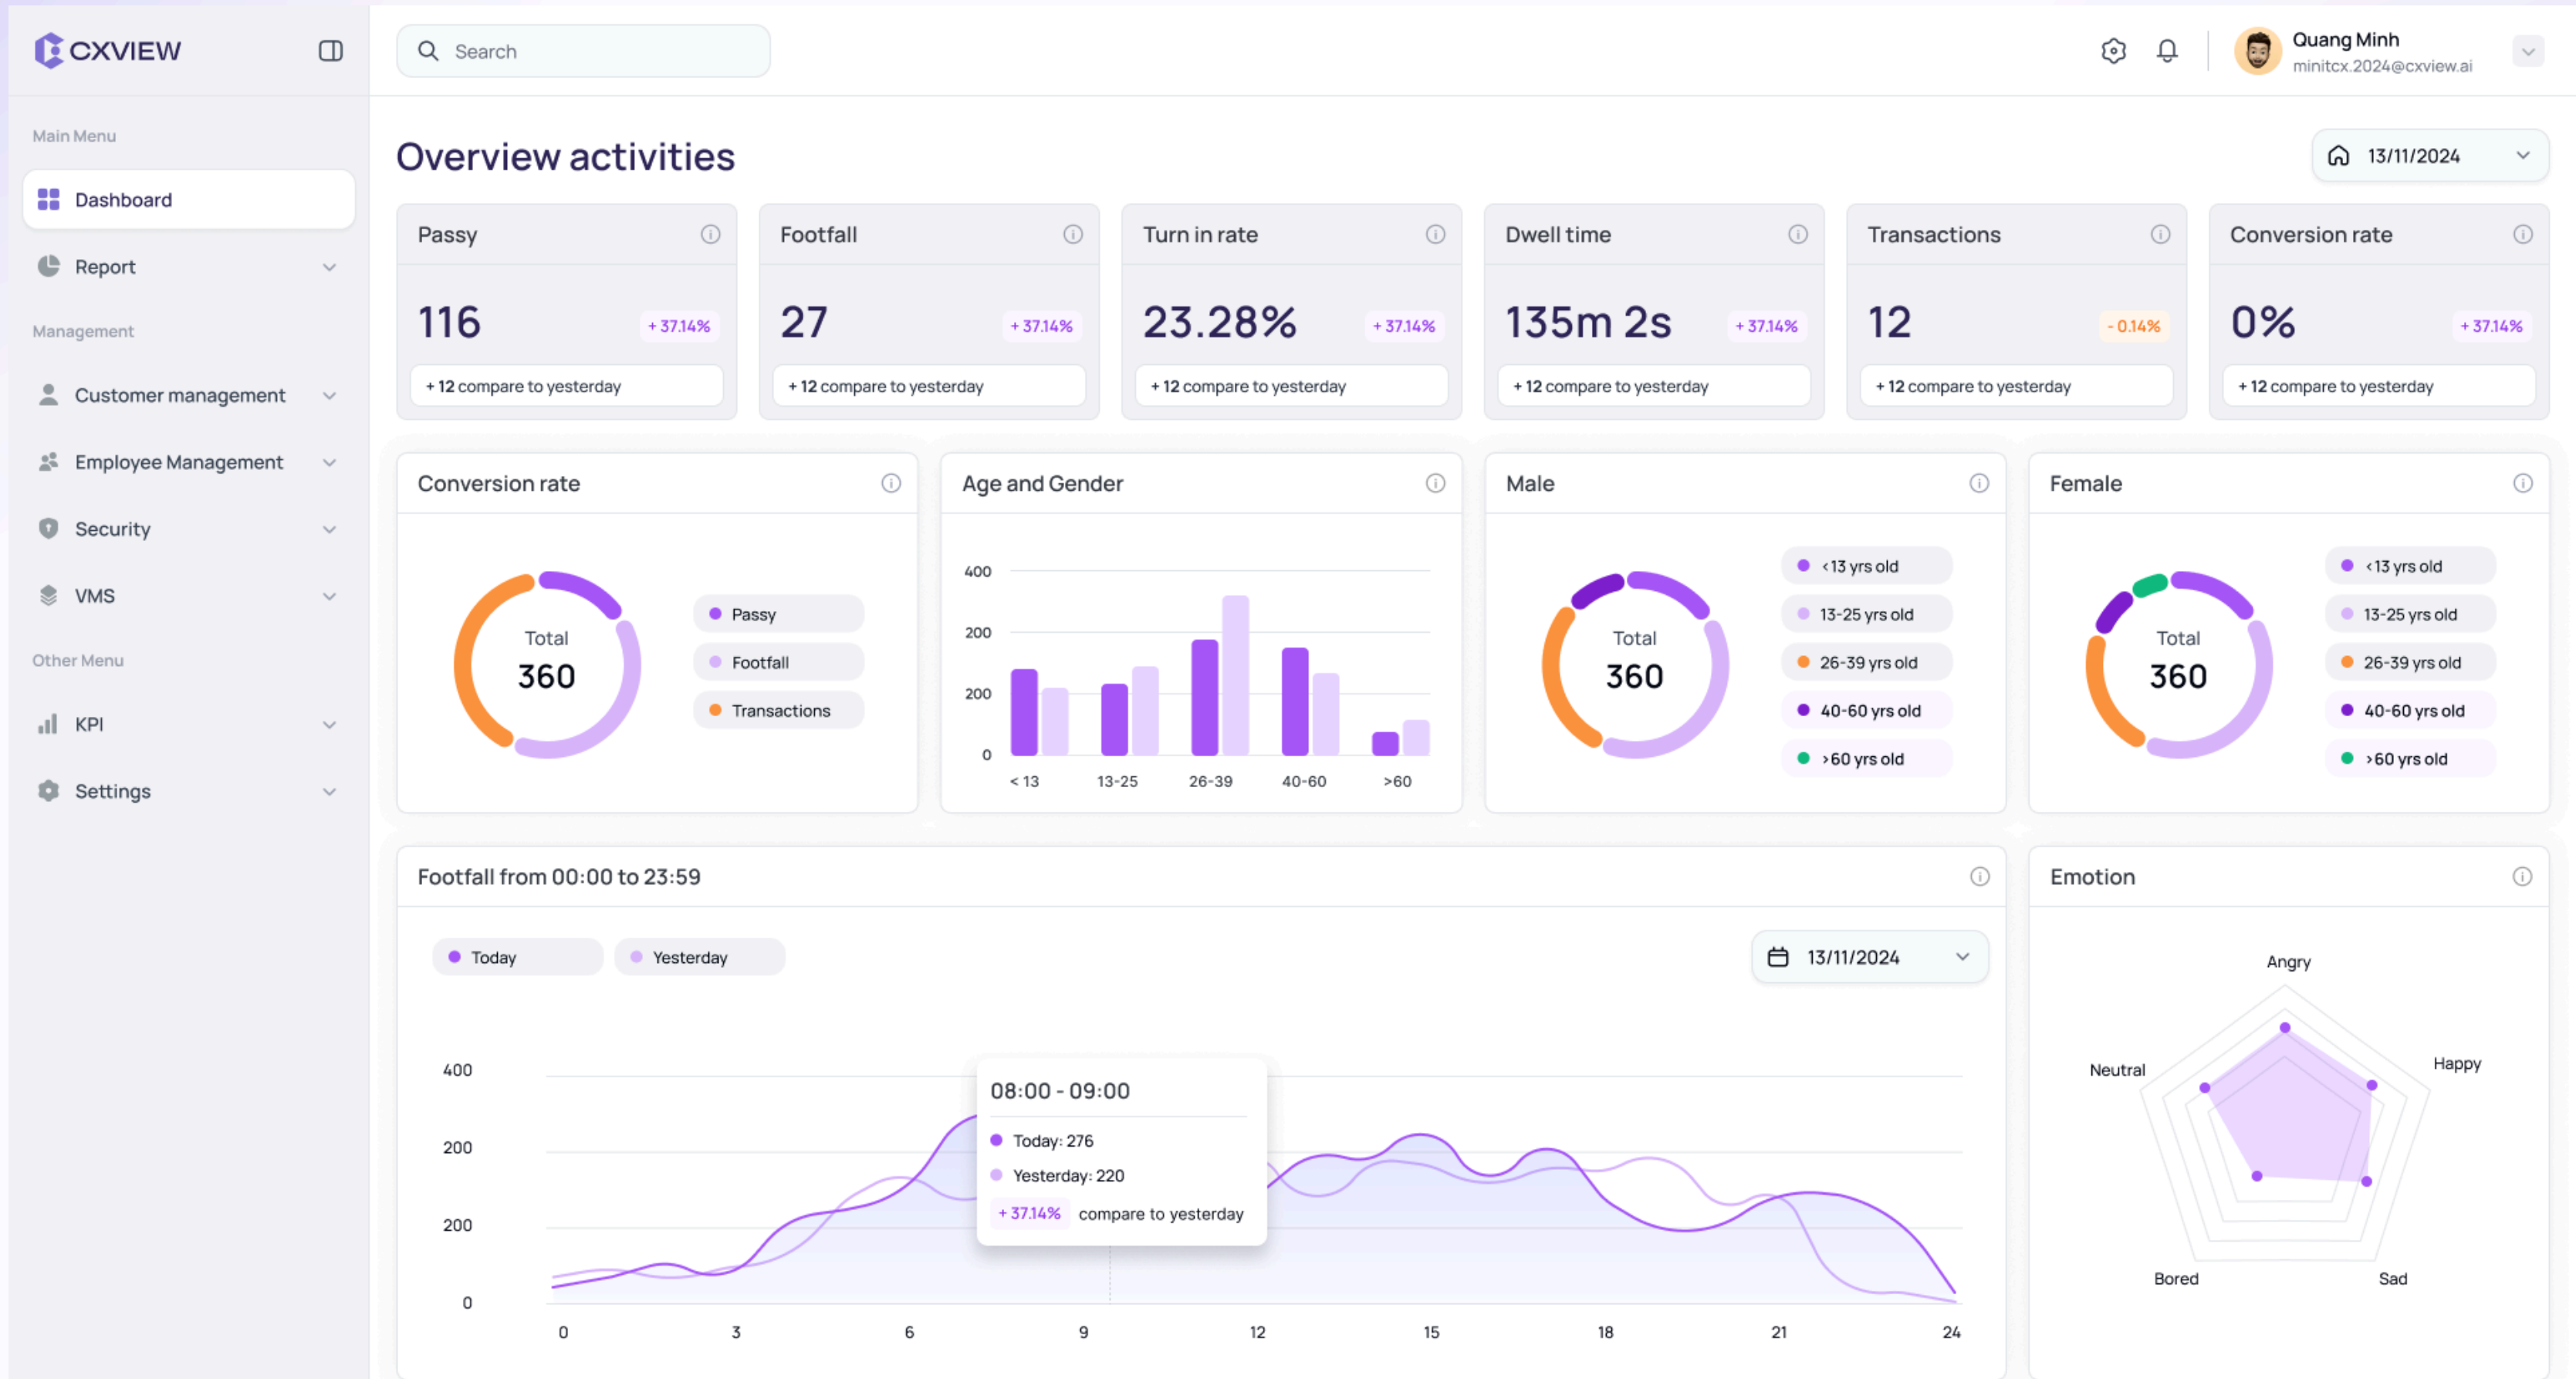 CXVIEW
Search
Quang Minh
minitcx.2024@cxview.ai
Main Menu
Dashboard
Report
Management
Customer management
Employee Management
Security
VMS
Other Menu
KPI
Settings
Overview activities
13/11/2024
Passy
116
+ 37.14%
+ 12 compare to yesterday
Footfall
27
+ 37.14%
+ 12 compare to yesterday
Turn in rate
23.28%
+ 37.14%
+ 12 compare to yesterday
Dwell time
135m 2s
+ 37.14%
+ 12 compare to yesterday
Transactions
12
- 0.14%
+ 12 compare to yesterday
Conversion rate
0%
+ 37.14%
+ 12 compare to yesterday
Conversion rate
Total
360
Passy
Footfall
Transactions
Age and Gender
400
200
200
0
< 13
13-25
26-39
40-60
>60
Male
Total
360
<13 yrs old
13-25 yrs old
26-39 yrs old
40-60 yrs old
>60 yrs old
Female
Total
360
<13 yrs old
13-25 yrs old
26-39 yrs old
40-60 yrs old
>60 yrs old
Footfall from 00:00 to 23:59
Today
Yesterday
13/11/2024
400
200
200
0
08:00 - 09:00
Today: 276
Yesterday: 220
+ 37.14% compare to yesterday
0
3
6
9
12
15
18
21
24
Emotion
Angry
Happy
Neutral
Bored
Sad